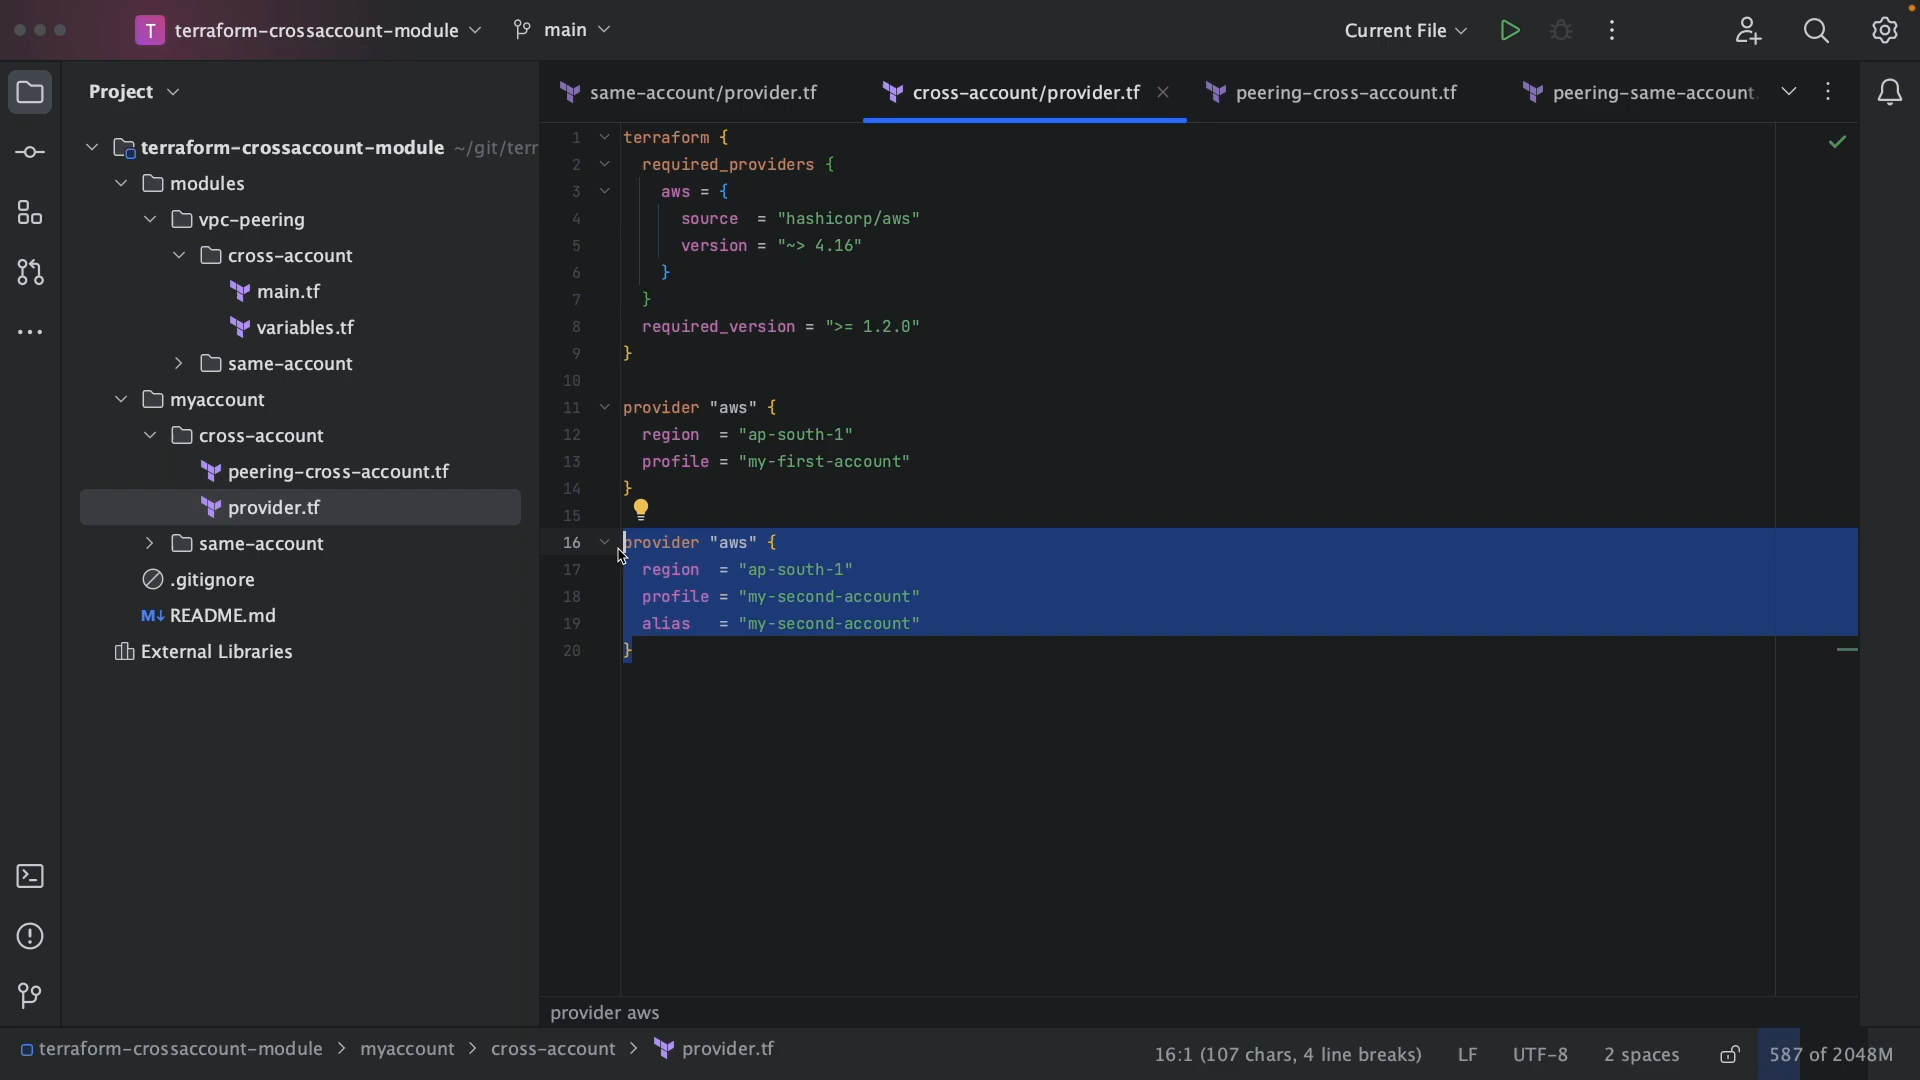 T terraform-crossaccount-module main Current File
Project
terraform-crossaccount-module ~/git/terr
modules
vpc-peering
cross-account
main.tf
variables.tf
same-account
myaccount
cross-account
peering-cross-account.tf
provider.tf
same-account
.gitignore
M↓ README.md
External Libraries
same-account/provider.tf cross-account/provider.tf peering-cross-account.tf peering-same-account.
1 terraform {
2 required_providers {
3 aws = {
4 source = "hashicorp/aws"
5 version = "~> 4.16"
6 }
7 }
8 required_version = ">= 1.2.0"
9 }
10
11 provider "aws" {
12 region = "ap-south-1"
13 profile = "my-first-account"
14 }
15
16 provider "aws" {
17 region = "ap-south-1"
18 profile = "my-second-account"
19 alias = "my-second-account"
20 }
provider aws
terraform-crossaccount-module > myaccount > cross-account > provider.tf
16:1 (107 chars, 4 line breaks) LF UTF-8 2 spaces 587 of 2048M